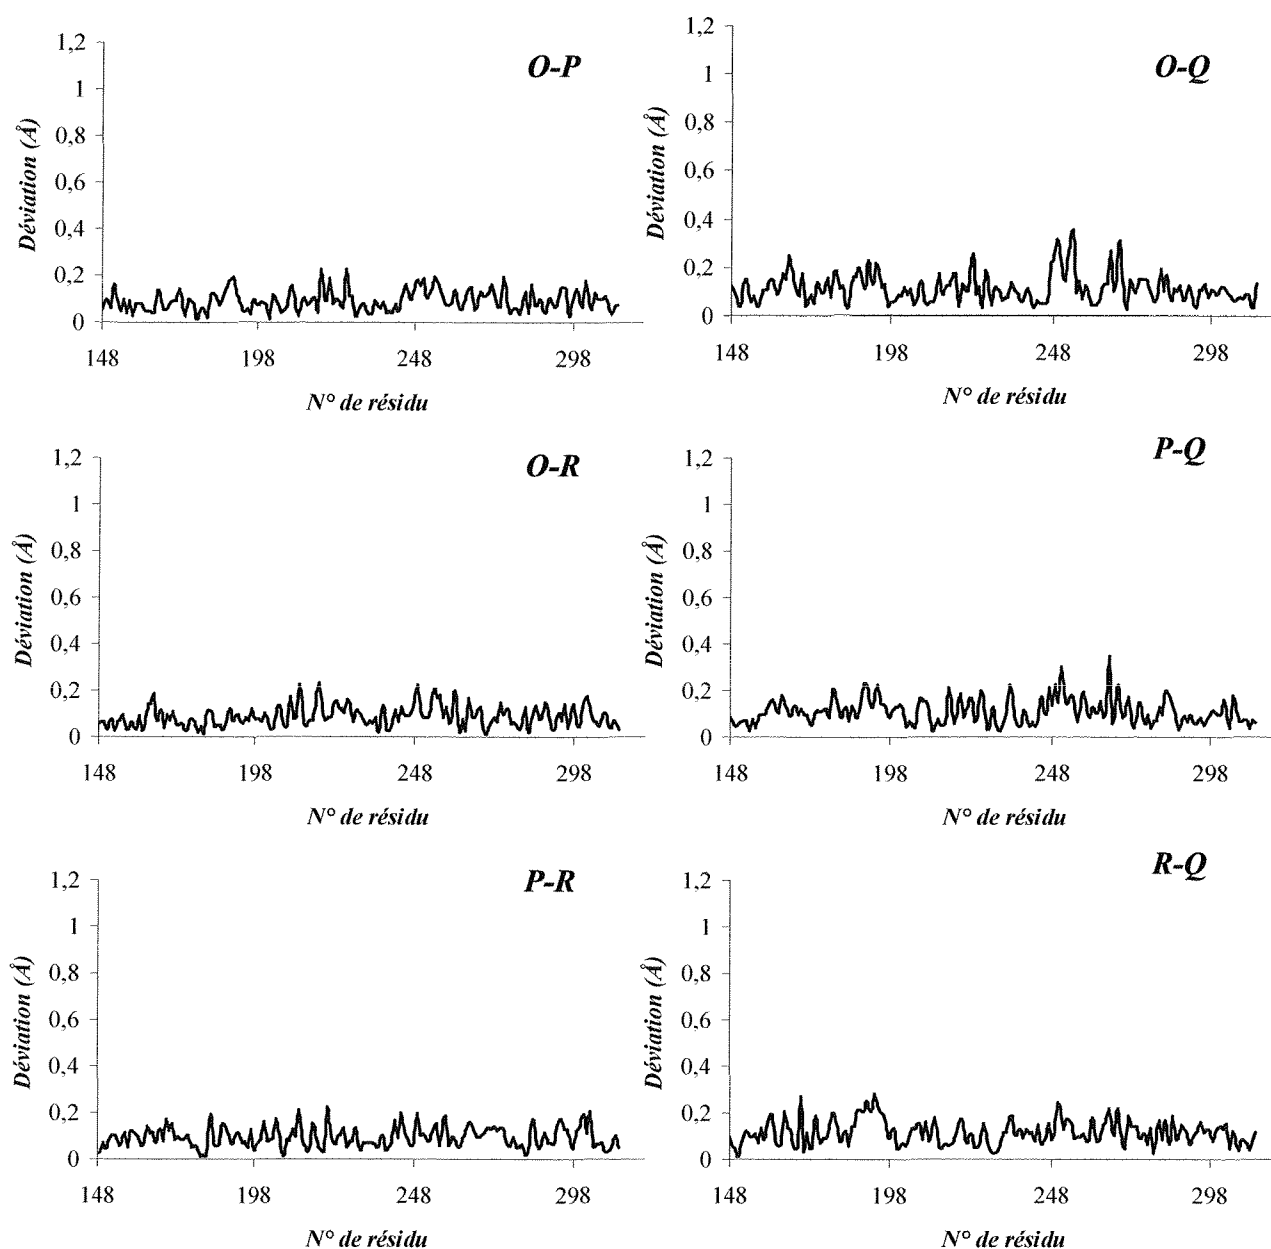 O-P
1,2
1
0,8
0,6
0,4
0,2
0
Déviation (Å)
148 198 248 298
N° de résidu
O-Q
1,2
1
0,8
0,6
0,4
0,2
0
Déviation (Å)
148 198 248 298
N° de résidu
O-R
1,2
1
0,8
0,6
0,4
0,2
0
Déviation (Å)
148 198 248 298
N° de résidu
P-Q
1,2
1
0,8
0,6
0,4
0,2
0
Déviation (Å)
148 198 248 298
N° de résidu
P-R
1,2
1
0,8
0,6
0,4
0,2
0
Déviation (Å)
148 198 248 298
N° de résidu
R-Q
1,2
1
0,8
0,6
0,4
0,2
0
Déviation (Å)
148 198 248 298
N° de résidu